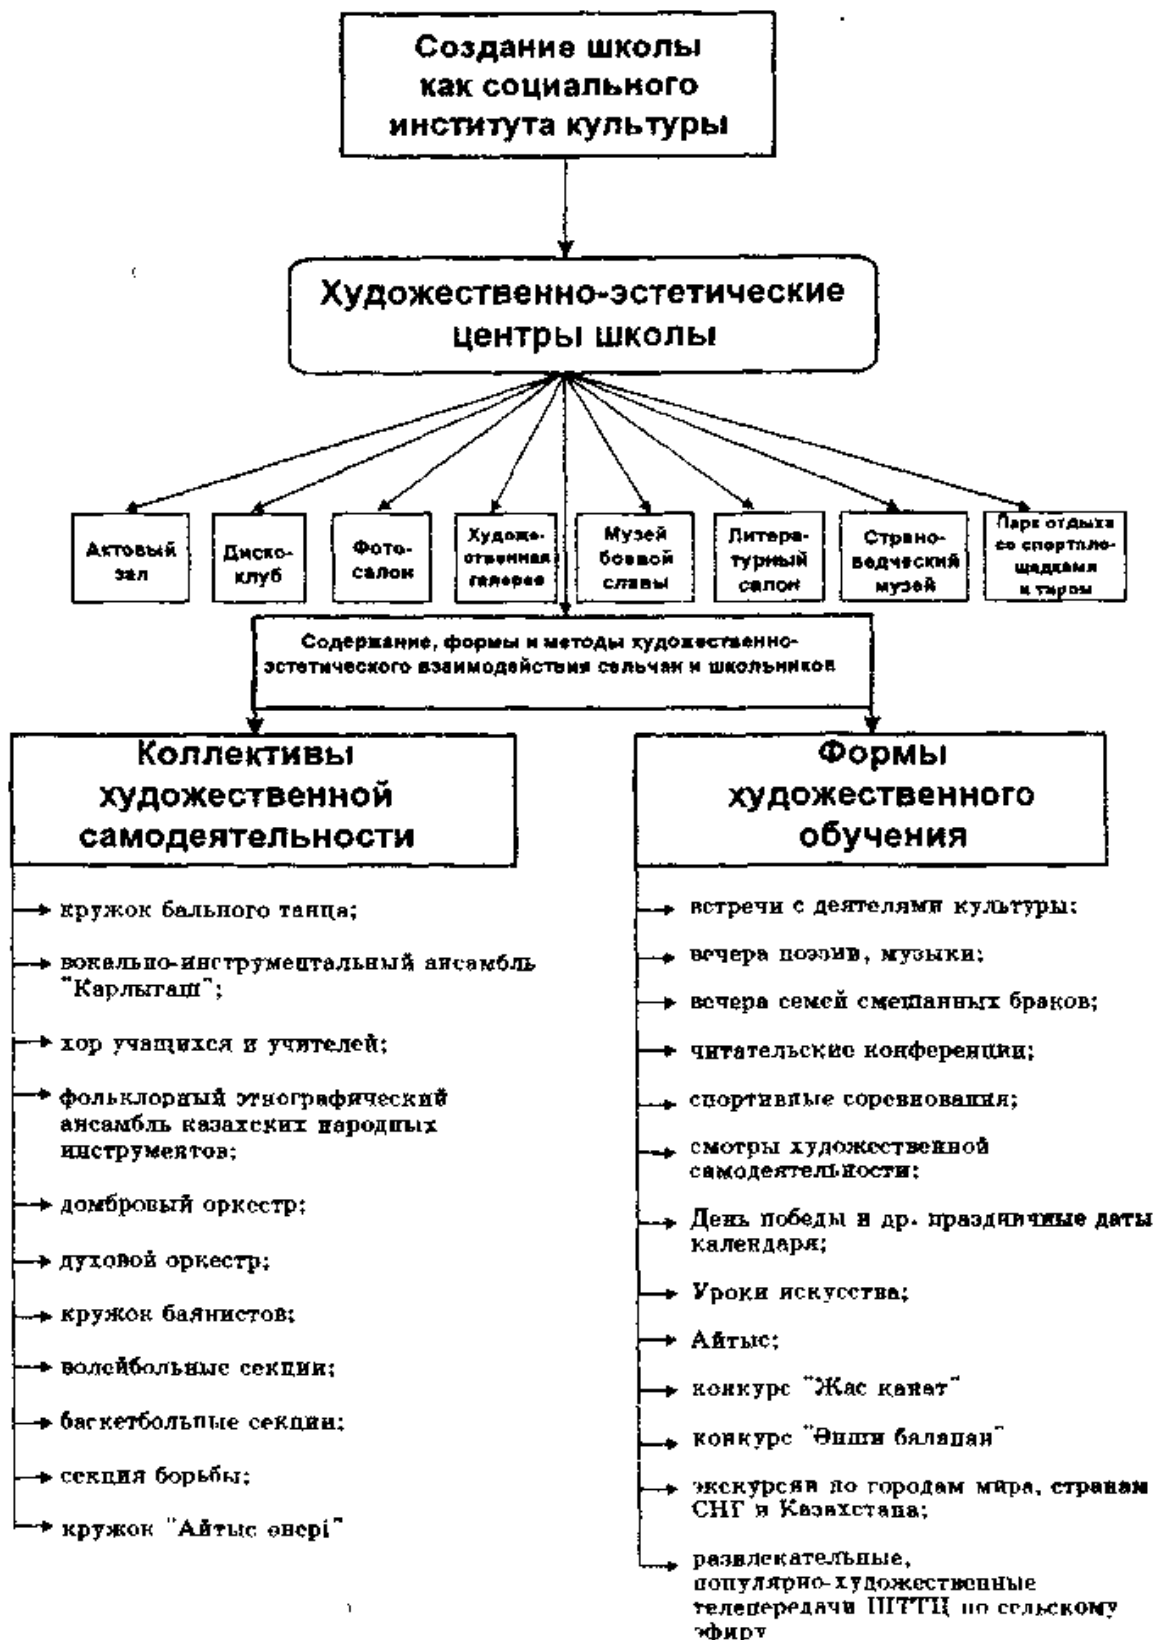 Создание школы
как социального
института культуры
Художественно-эстетические
центры школы
Актовый
зал
Диско-
клуб
Фото-
салон
Художе-
ственная
галерея
Музей
боевой
славы
Литера-
турный
салон
Страно-
ведческий
музей
Парк отдыха
со спортпло-
щадками
и тиром
Содержание, формы и методы художественно-
эстетического взаимодействия сельчан и школьников
Коллективы
художественной
самодеятельности
кружок бального танца;
вокально-инструментальный ансамбль
"Карлыгаш";
хор учащихся и учителей;
фольклорный этнографический
ансамбль казахских народных
инструментов;
домбровый оркестр;
духовой оркестр;
кружок баянистов;
волейбольные секции;
баскетбольные секции;
секция борьбы;
кружок "Айтыс өнері"
Формы
художественного
обучения
встречи с деятелями культуры;
вечера поэзии, музыки;
вечера семей смешанных браков;
читательские конференции;
спортивные соревнования;
смотры художественной
самодеятельности;
День победы и др. праздничные даты
календаря;
Уроки искусства;
Айтыс;
конкурс "Жас қанат"
конкурс "Әнши балапан"
экскурсии по городам мира, странам
СНГ и Казахстана;
развлекательные,
популярно-художественные
телепередачи ШТТЦ по сельскому
эфиру